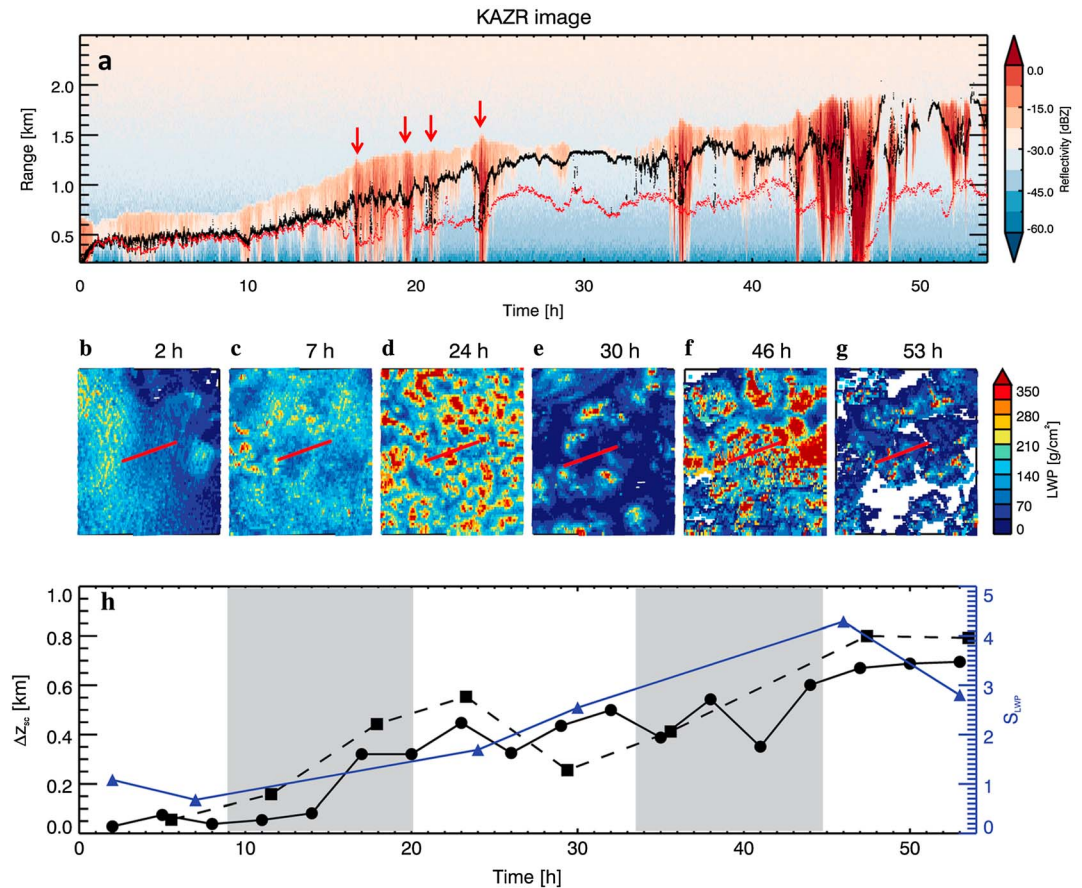 KAZR image
a
Range [km]
2.0
1.5
1.0
0.5
0 10 20 30 40 50
Time [h]
0.0
-15.0
-30.0
-45.0
-60.0
Reflectivity [dBZ]
b 2 h c 7 h d 24 h e 30 h f 46 h g 53 h
350
280
210
140
70
0
LWP [g/cm²]
h
Δz_sc [km]
1.0
0.8
0.6
0.4
0.2
0.0
0 10 20 30 40 50
Time [h]
5
4
3
2
1
0
S_LWP